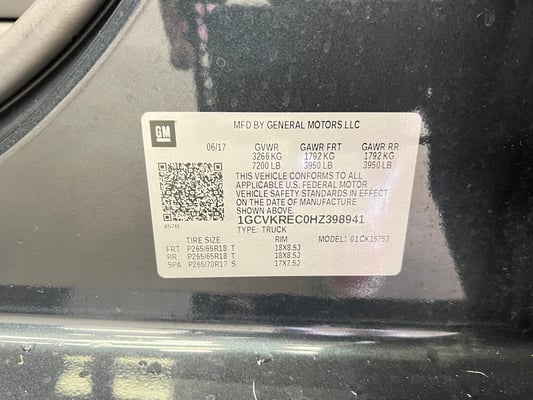 GM
MFD BY GENERAL MOTORS LLC
06/17 GVWR GAWR FRT GAWR RR
3266 KG 1792 KG 1792 KG
7200 LB 3950 LB 3950 LB
THIS VEHICLE CONFORMS TO ALL
APPLICABLE U.S. FEDERAL MOTOR
VEHICLE SAFETY STANDARDS IN EFFECT
ON THE DATE OF MANUFACTURE
SHOWN ABOVE.
1GCVKREC0HZ398941
TYPE: TRUCK
TIRE SIZE RIM MODEL:
FRT P265/65R18 T 18X8.5J
RR P265/65R18 T 18X8.5J
SPA P265/70R17 S 17X7.5J